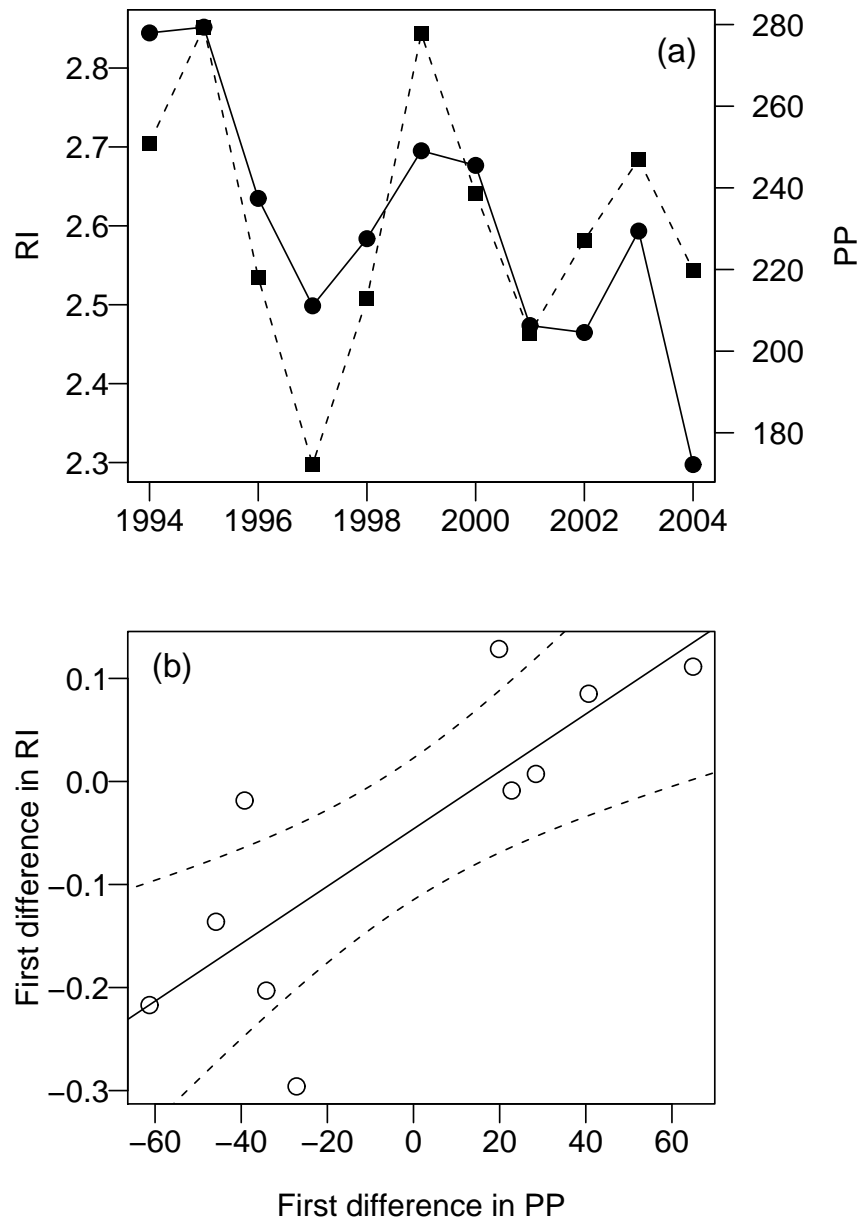 (a)
RI
2.8
2.7
2.6
2.5
2.4
2.3
280
260
240
220
200
180
PP
1994 1996 1998 2000 2002 2004
(b)
First difference in RI
0.1
0.0
−0.1
−0.2
−0.3
−60 −40 −20 0 20 40 60
First difference in PP